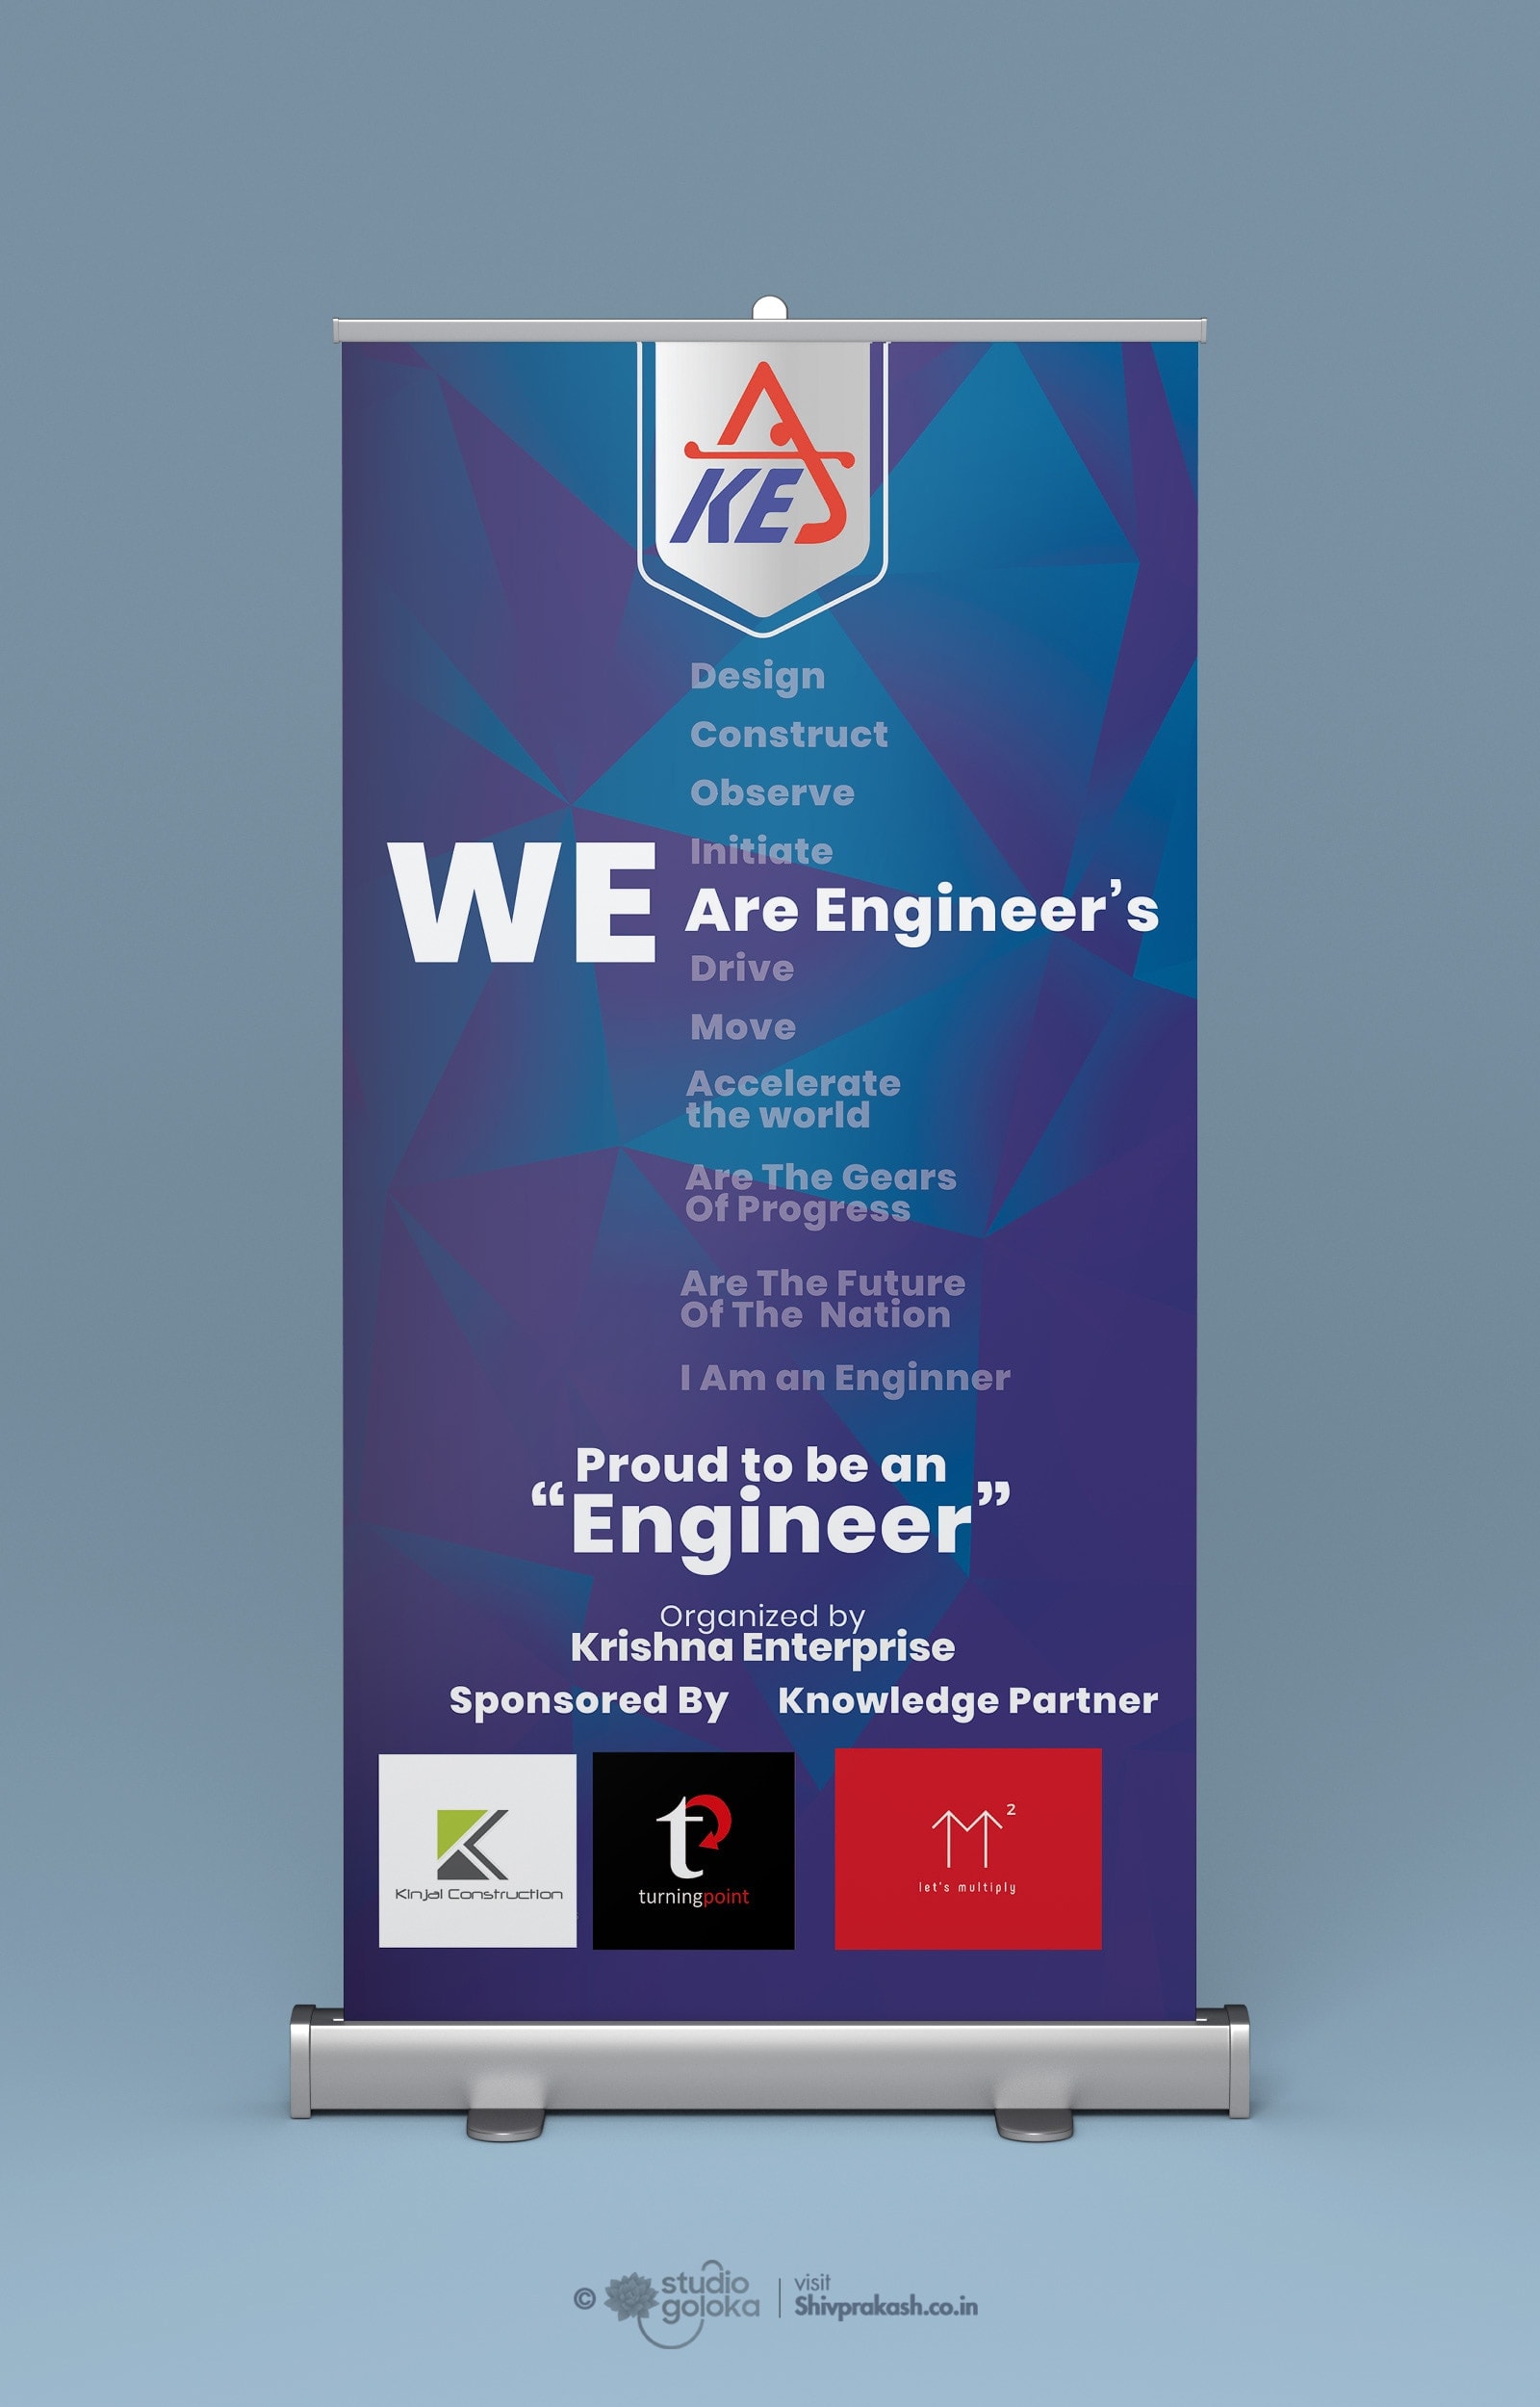 KES
Design
Construct
Observe
Initiate
WE Are Engineer’s
Drive
Move
Accelerate
the world
Are The Gears
Of Progress
Are The Future
Of The Nation
I Am an Enginner
Proud to be an
“Engineer”
Organized by
Krishna Enterprise
Sponsored By Knowledge Partner
Kinjal Construction
turningpoint
M²
let's multiply
© studio goloka | visit
Shivprakash.co.in